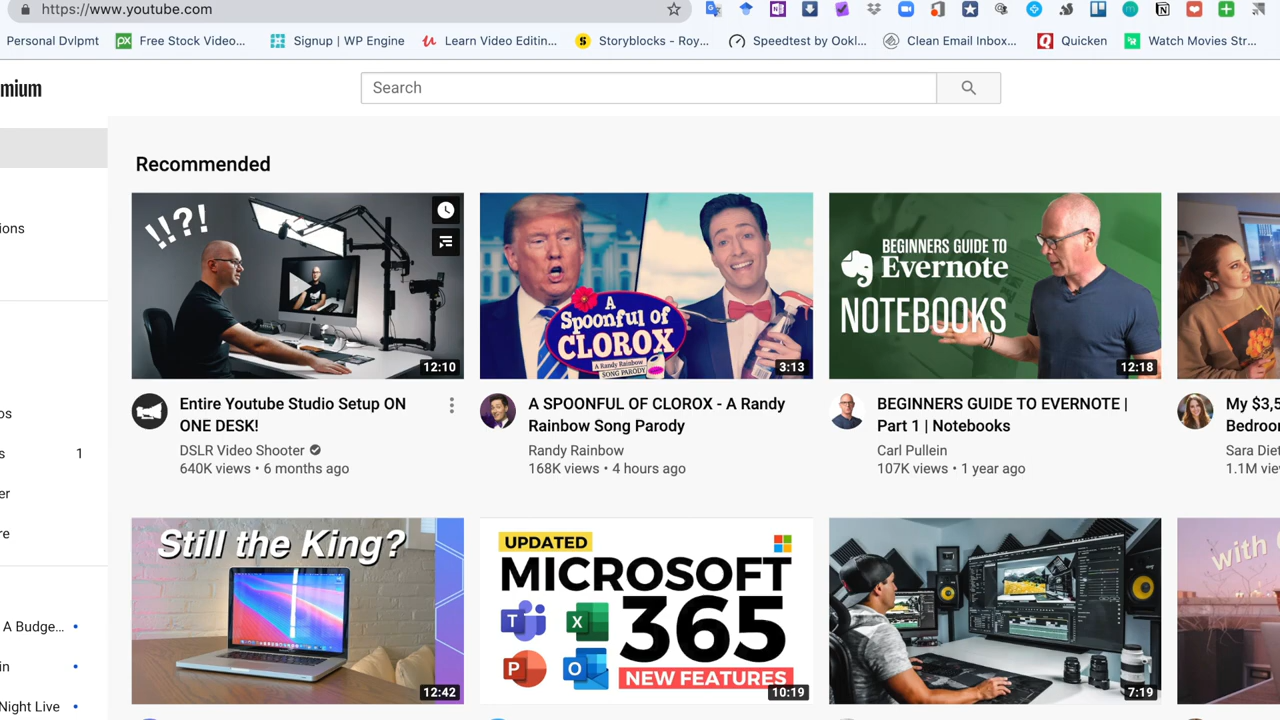 https://www.youtube.com
Personal Dvlpmt
Free Stock Video...
Signup | WP Engine
Learn Video Editin...
Storyblocks - Roy...
Speedtest by Ookl...
Clean Email Inbox...
Quicken
Watch Movies Str...
mium
Search
Recommended
ions
os
s 1
er
re
A Budge...
in
Night Live
!!?!
12:10
A
Spoonful of
CLOROX
A Randy Rainbow
SONG PARODY
3:13
BEGINNERS GUIDE TO
Evernote
NOTEBOOKS
12:18
Entire Youtube Studio Setup ON
ONE DESK!
DSLR Video Shooter
640K views • 6 months ago
A SPOONFUL OF CLOROX - A Randy
Rainbow Song Parody
Randy Rainbow
168K views • 4 hours ago
BEGINNERS GUIDE TO EVERNOTE |
Part 1 | Notebooks
Carl Pullein
107K views • 1 year ago
My $3,5
Bedroor
Sara Diet
1.1M vie
Still the King?
12:42
UPDATED
MICROSOFT
365
NEW FEATURES
10:19
7:19
with